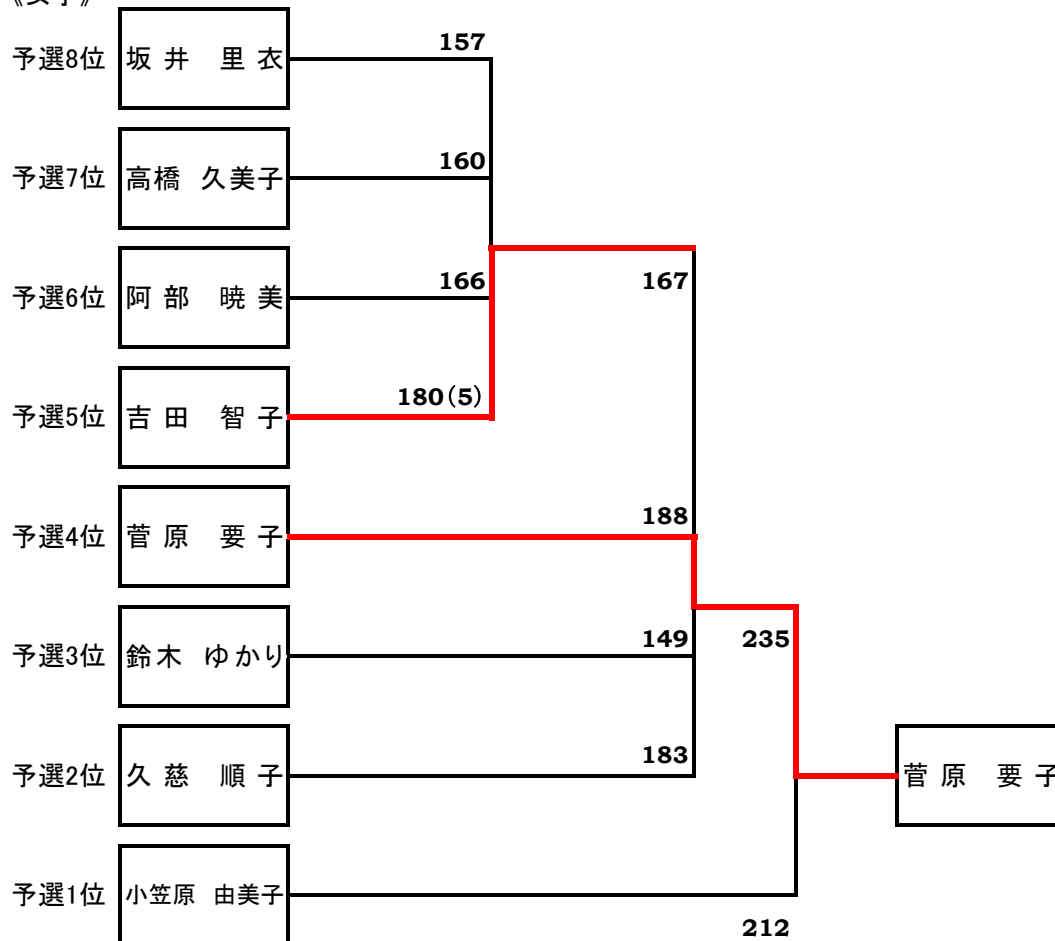 157
予選8位 坂井 里衣
160
予選7位 高橋 久美子
166 167
予選6位 阿部 暁美
180(5)
予選5位 吉田 智子
188
予選4位 菅原 要子
149 235
予選3位 鈴木 ゆかり
183
予選2位 久慈 順子 菅原 要子
予選1位 小笠原 由美子
212